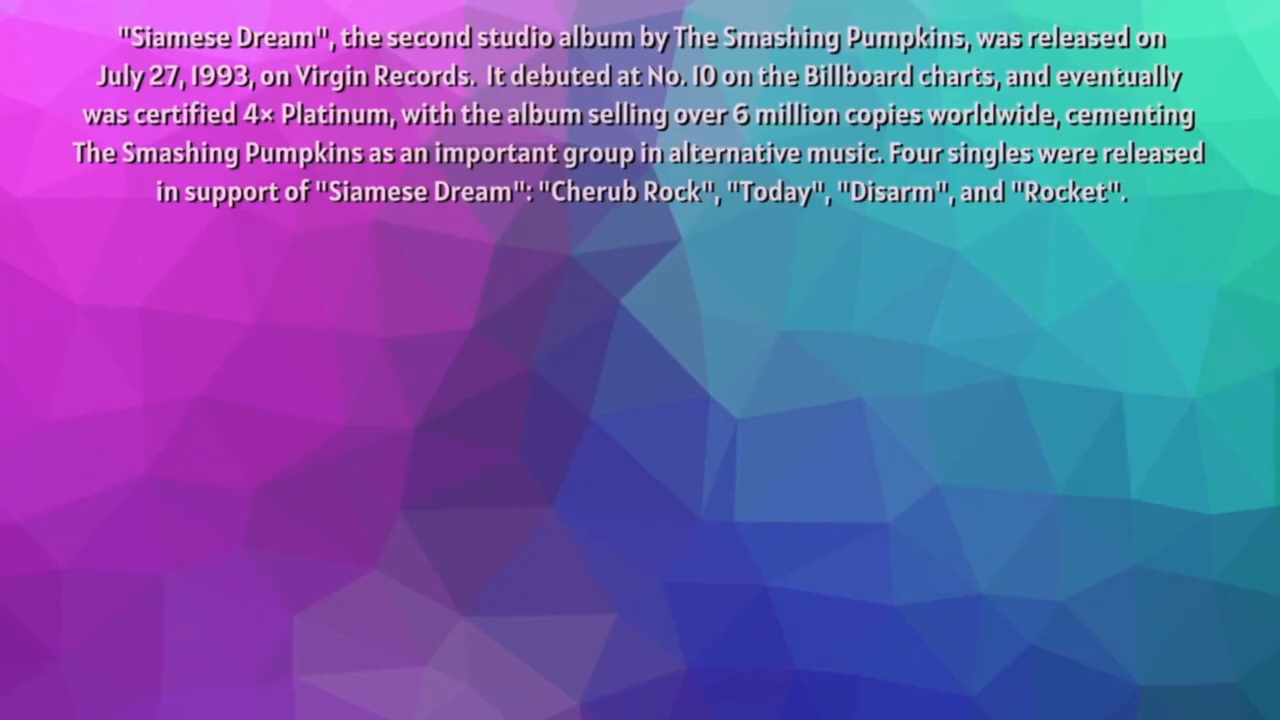 "Siamese Dream", the second studio album by The Smashing Pumpkins, was released on
July 27, 1993, on Virgin Records.  It debuted at No. 10 on the Billboard charts, and eventually
was certified 4× Platinum, with the album selling over 6 million copies worldwide, cementing
The Smashing Pumpkins as an important group in alternative music. Four singles were released
in support of "Siamese Dream": "Cherub Rock", "Today", "Disarm", and "Rocket".